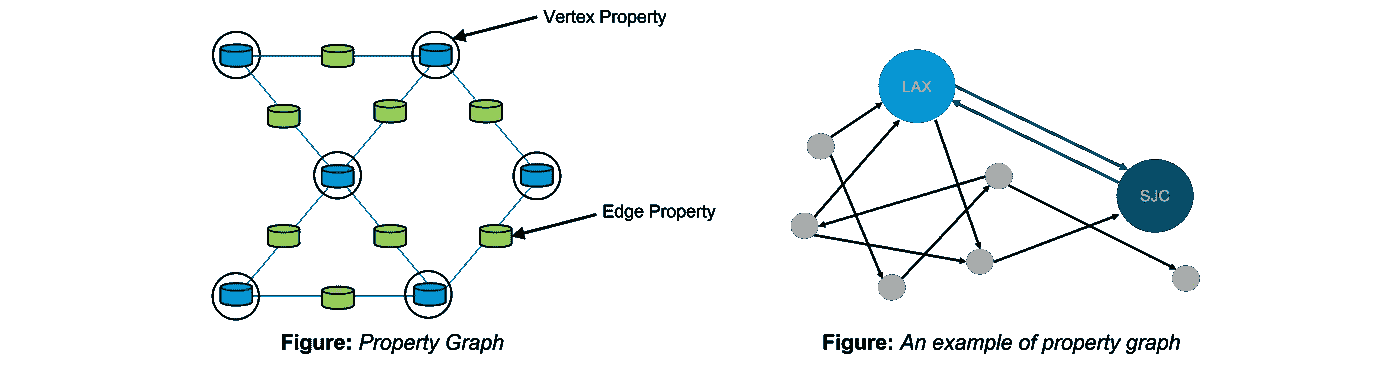 Vertex Property
Edge Property
Figure: Property Graph
LAX
SJC
Figure: An example of property graph